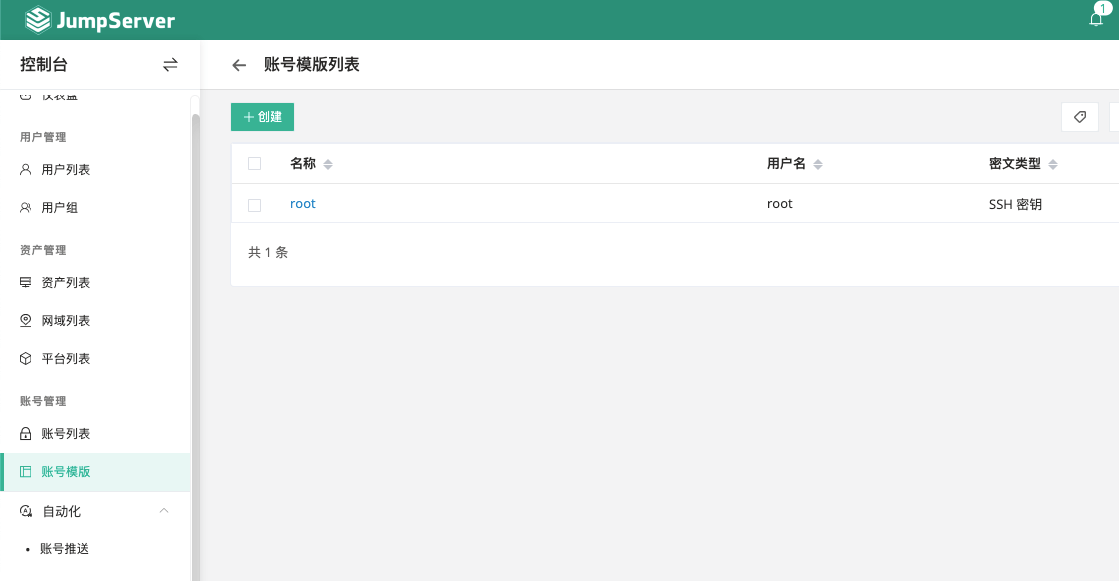 JumpServer
1
控制台
账号模版列表
仪表盘
创建
用户管理
名称 用户名 密文类型
用户列表
root root SSH 密钥
用户组
共 1 条
资产管理
资产列表
网域列表
平台列表
账号管理
账号列表
账号模版
自动化
账号推送